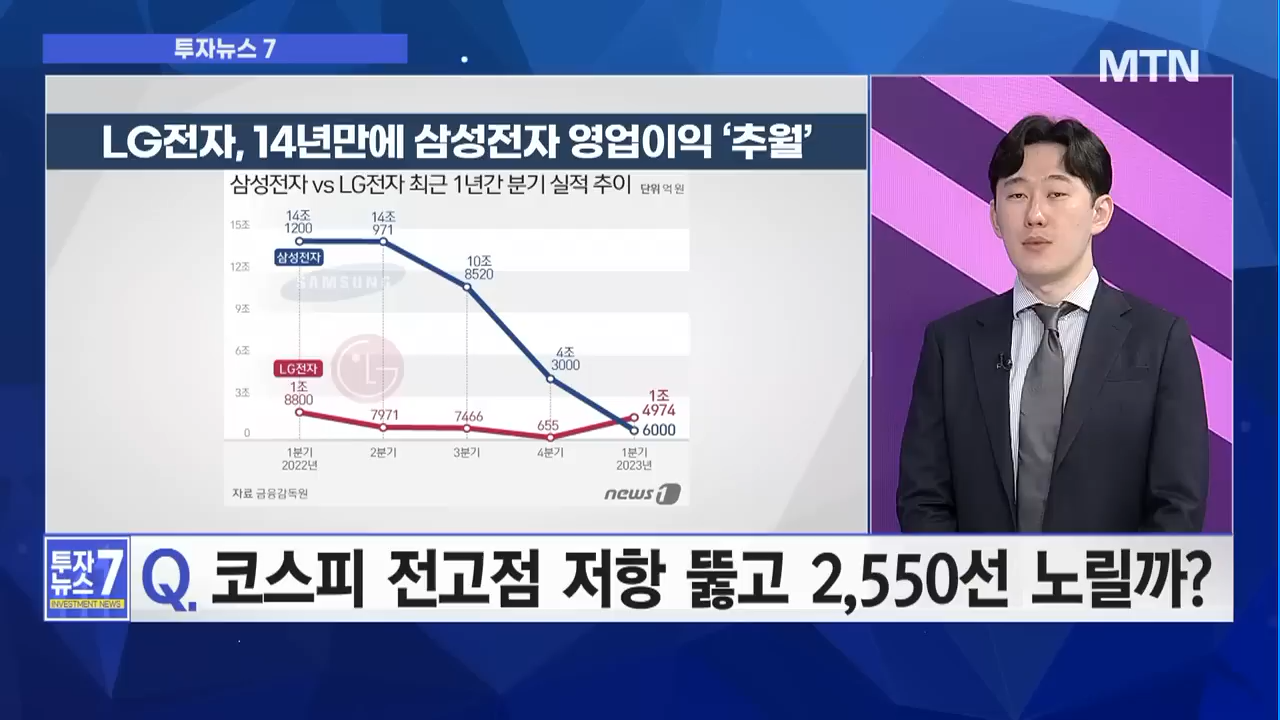 투자뉴스 7
MTN
LG전자, 14년만에 삼성전자 영업이익 ‘추월’
삼성전자 vs LG전자 최근 1년간 분기 실적 추이 단위 억 원
15조
12조
9조
6조
3조
0
14조
1200
14조
971
10조
8520
4조
3000
삼성전자
SAMSUNG
LG전자
LG
1조
8800
7971
7466
655
1조
4974
6000
1분기
2022년
2분기
3분기
4분기
1분기
2023년
자료 금융감독원
news1
투자
뉴스 7
INVESTMENT NEWS
Q. 코스피 전고점 저항 뚫고 2,550선 노릴까?